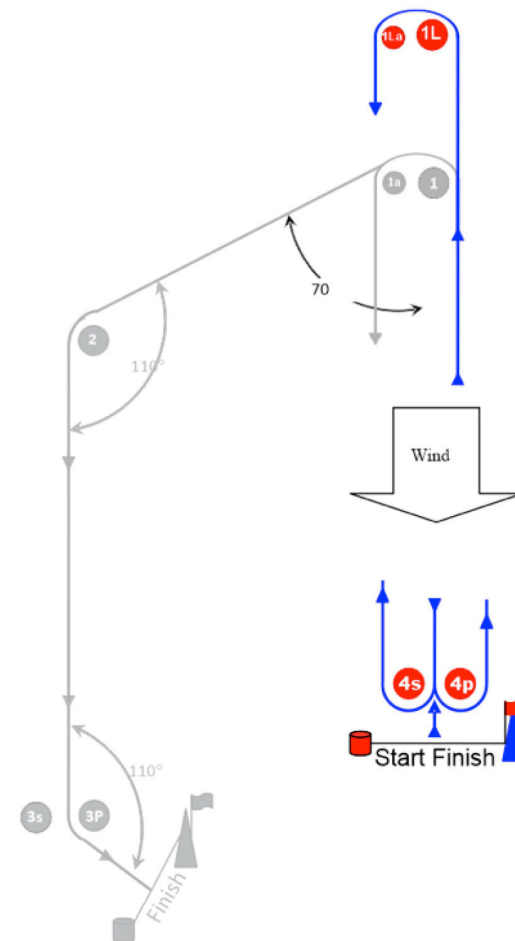 1La 1L
1a 1
70
2
110°
Wind
4s 4p
Start Finish
110°
3s 3P
Finish